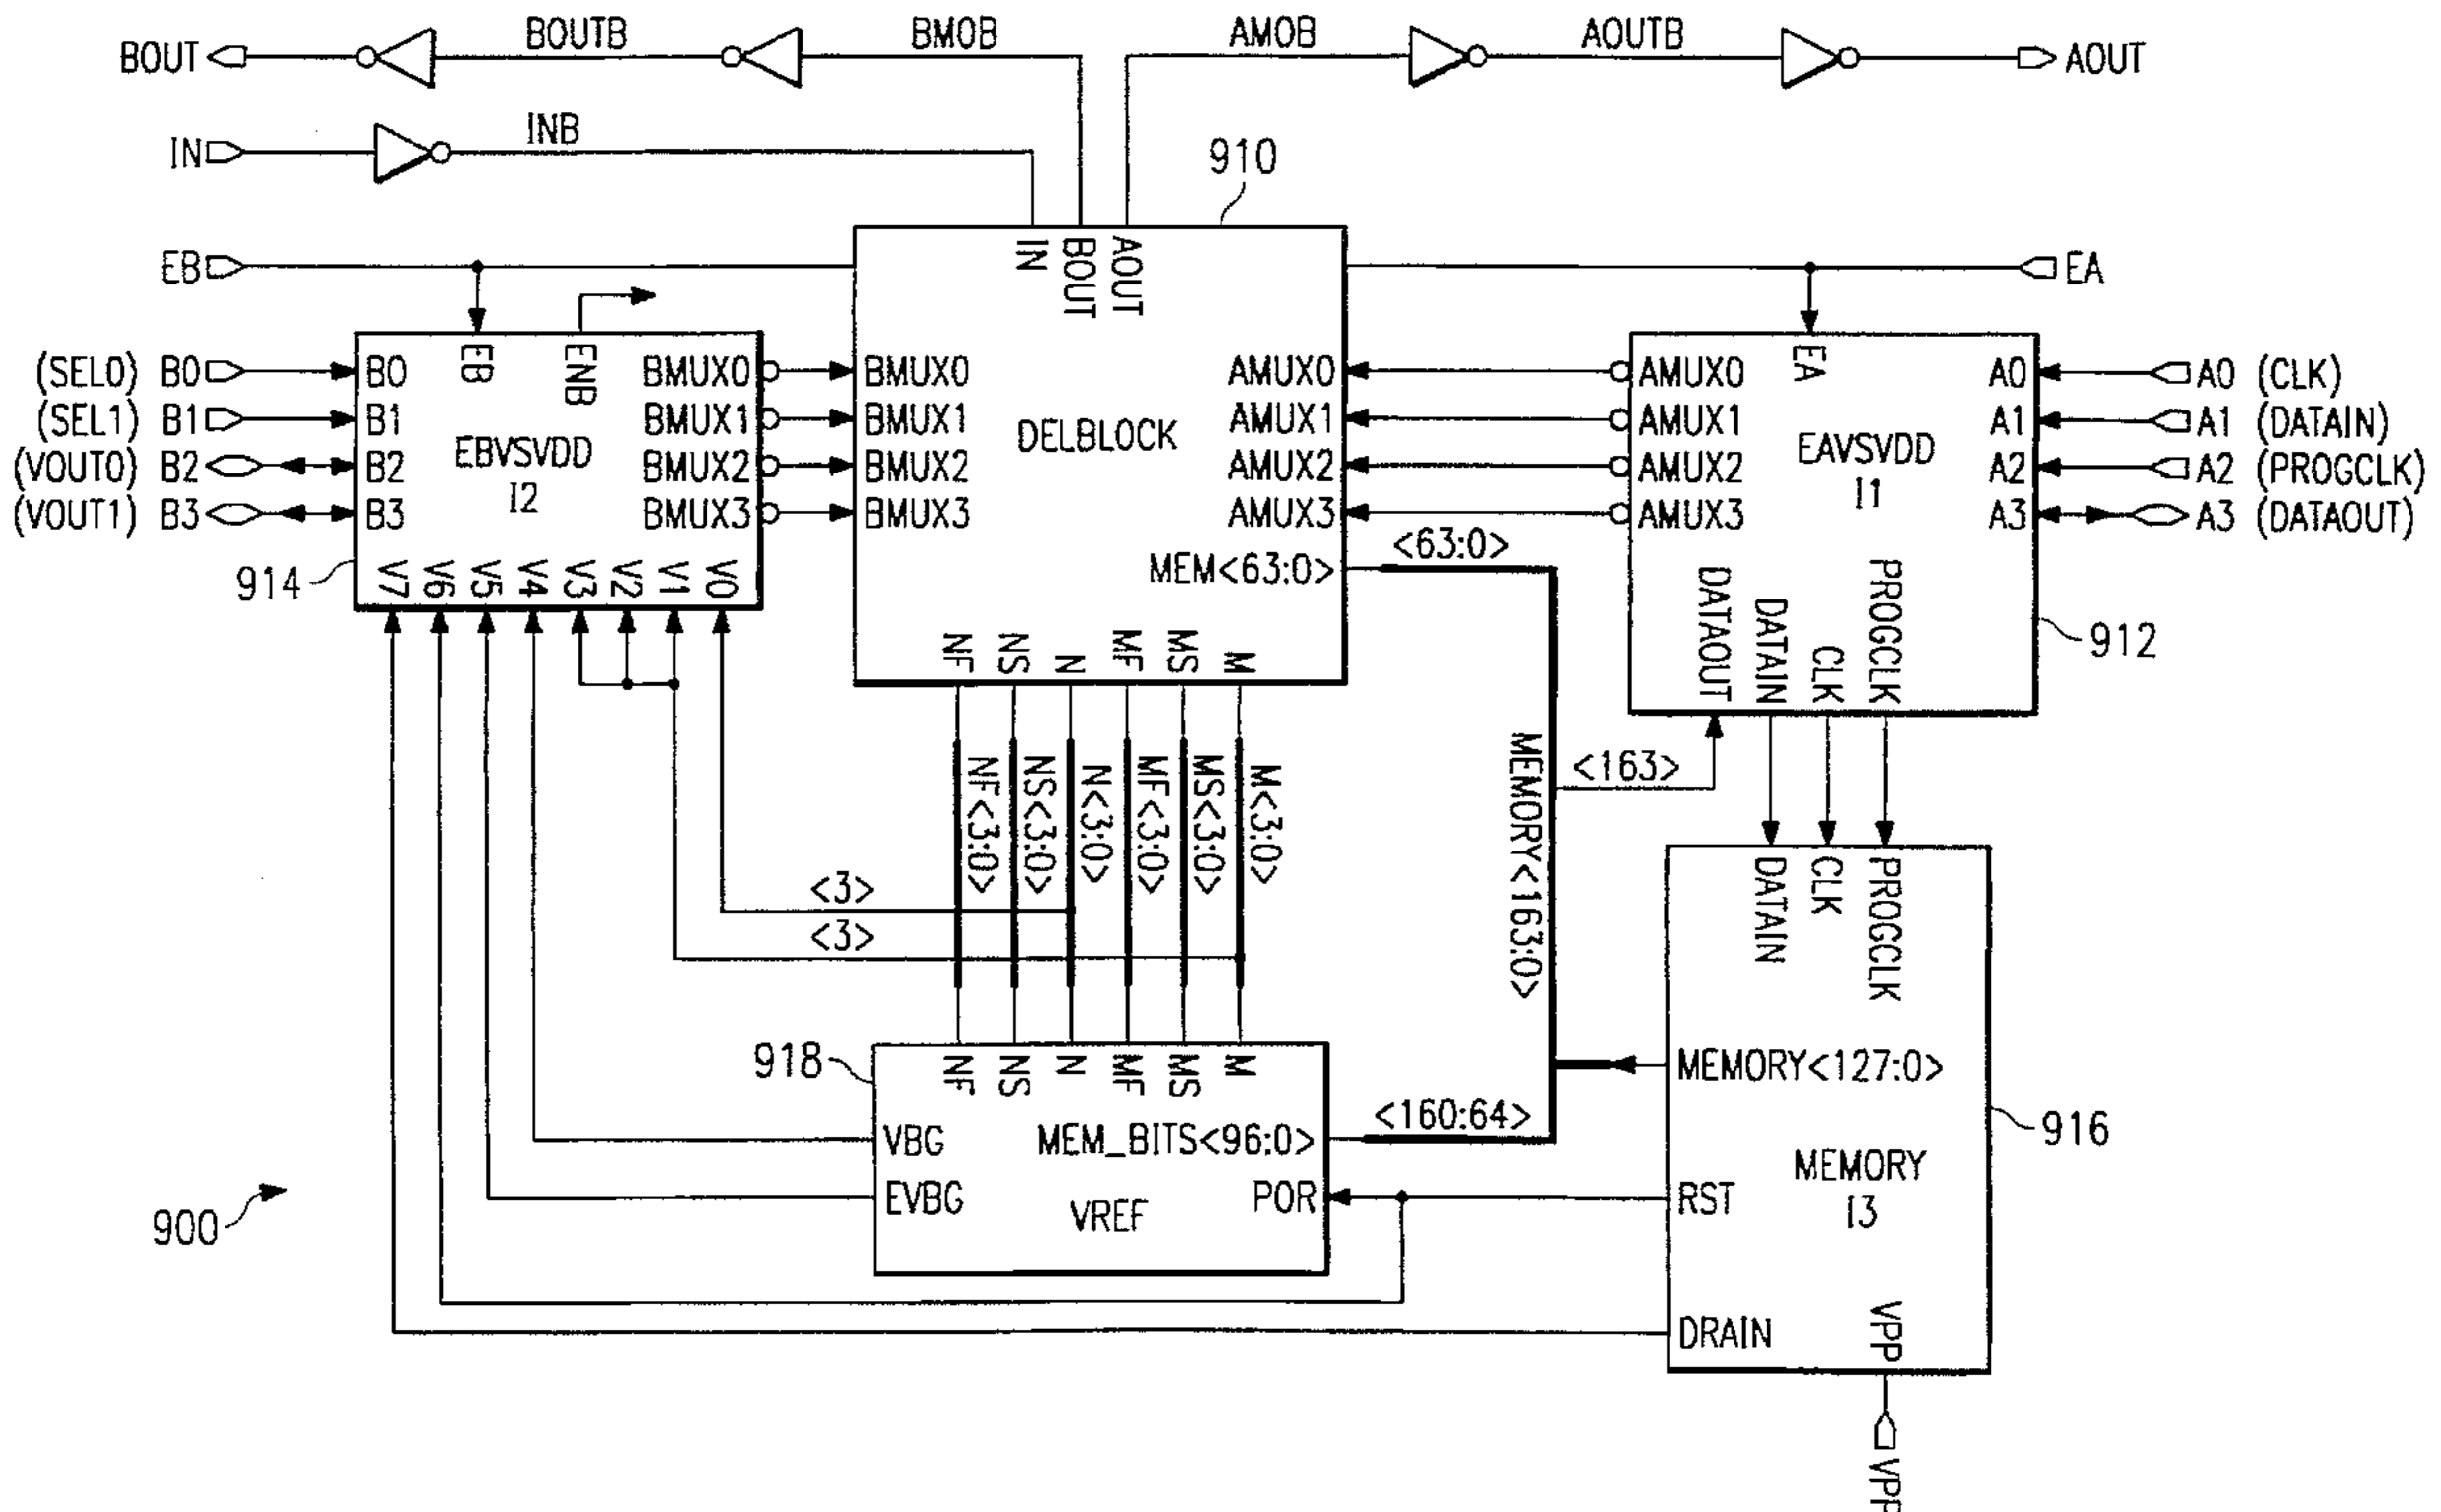 BOUT BOUTB BMOB AMOB AOUTB AOUT
IN INB
910
EB IN BOUT AOUT EA
(SEL0) B0 B0 EB ENB BMUX0 BMUX0 AMUX0 AMUX0 EA A0 A0 (CLK)
(SEL1) B1 B1 BMUX1 BMUX1 DELBLOCK AMUX1 AMUX1 A1 A1 (DATAIN)
(VOUT0) B2 B2 EBVSVDD BMUX2 BMUX2 AMUX2 AMUX2 EAVSVDD A2 A2 (PROGCLK)
(VOUT1) B3 B3 I2 BMUX3 BMUX3 AMUX3 AMUX3 I1 A3 A3 (DATAOUT)
914 V7 V6 V5 V4 V3 V2 V1 V0 MEM<63:0> <63:0>
DATAOUT DATAIN CLK PROGCLK 912
NF NS N MF MS M
NF<3:0> NS<3:0> N<3:0> MF<3:0> MS<3:0> M<3:0> MEMORY<163:0> <163>
<3>
<3>
DATAIN CLK PROGCLK
918 NF NS N MF MS M MEMORY<127:0>
VBG MEM_BITS<96:0> <160:64> 916
EVBG VREF POR RST MEMORY
I3
900
DRAIN VPP
VPP